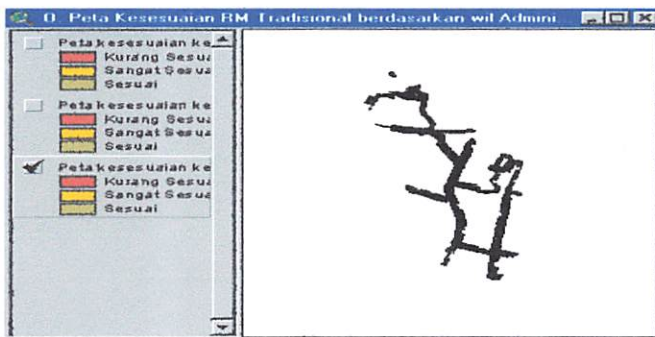 O. Peta Kesesuaian RM Tradisional berdasarkan wil Admini...
Peta kesesuaian ke
Kurang Sesua
Sangat Sesua
Sesuai
Peta kesesuaian ke
Kurang Sesua
Sangat Sesua
Sesuai
Peta kesesuaian ke
Kurang Sesua
Sangat Sesua
Sesuai